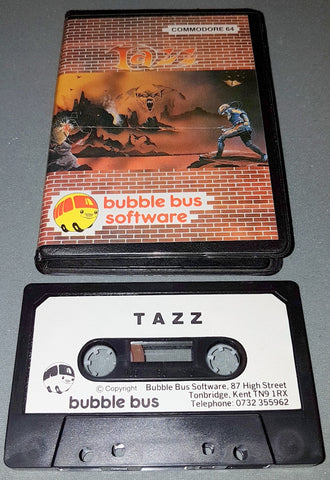 COMMODORE 64
Tazz
bubble bus
software
TAZZ
© Copyright Bubble Bus Software, 87 High Street
Tonbridge, Kent TN9 1RX
bubble bus
Telephone: 0732 355962